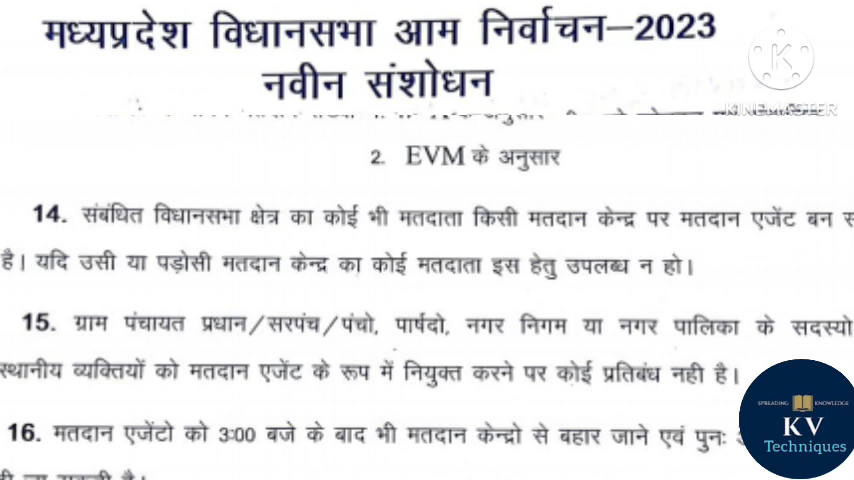 मध्यप्रदेश विधानसभा आम निर्वाचन–2023
नवीन संशोधन
K
KINEMASTER
अनुसार
2. EVM के अनुसार
14. संबंधित विधानसभा क्षेत्र का कोई भी मतदाता किसी मतदान केन्द्र पर मतदान एजेंट बन
है। यदि उसी या पड़ोसी मतदान केन्द्र का कोई मतदाता इस हेतु उपलब्ध न हो।
15. ग्राम पंचायत प्रधान/सरपंच/पंचो, पार्षदो, नगर निगम या नगर पालिका के सदस्यो
स्थानीय व्यक्तियों को मतदान एजेंट के रूप में नियुक्त करने पर कोई प्रतिबंध नही है।
16. मतदान एजेंटो को 3:00 बजे के बाद भी मतदान केन्द्रो से बहार जाने एवं पुनः
SPREADING KNOWLEDGE
KV
Techniques